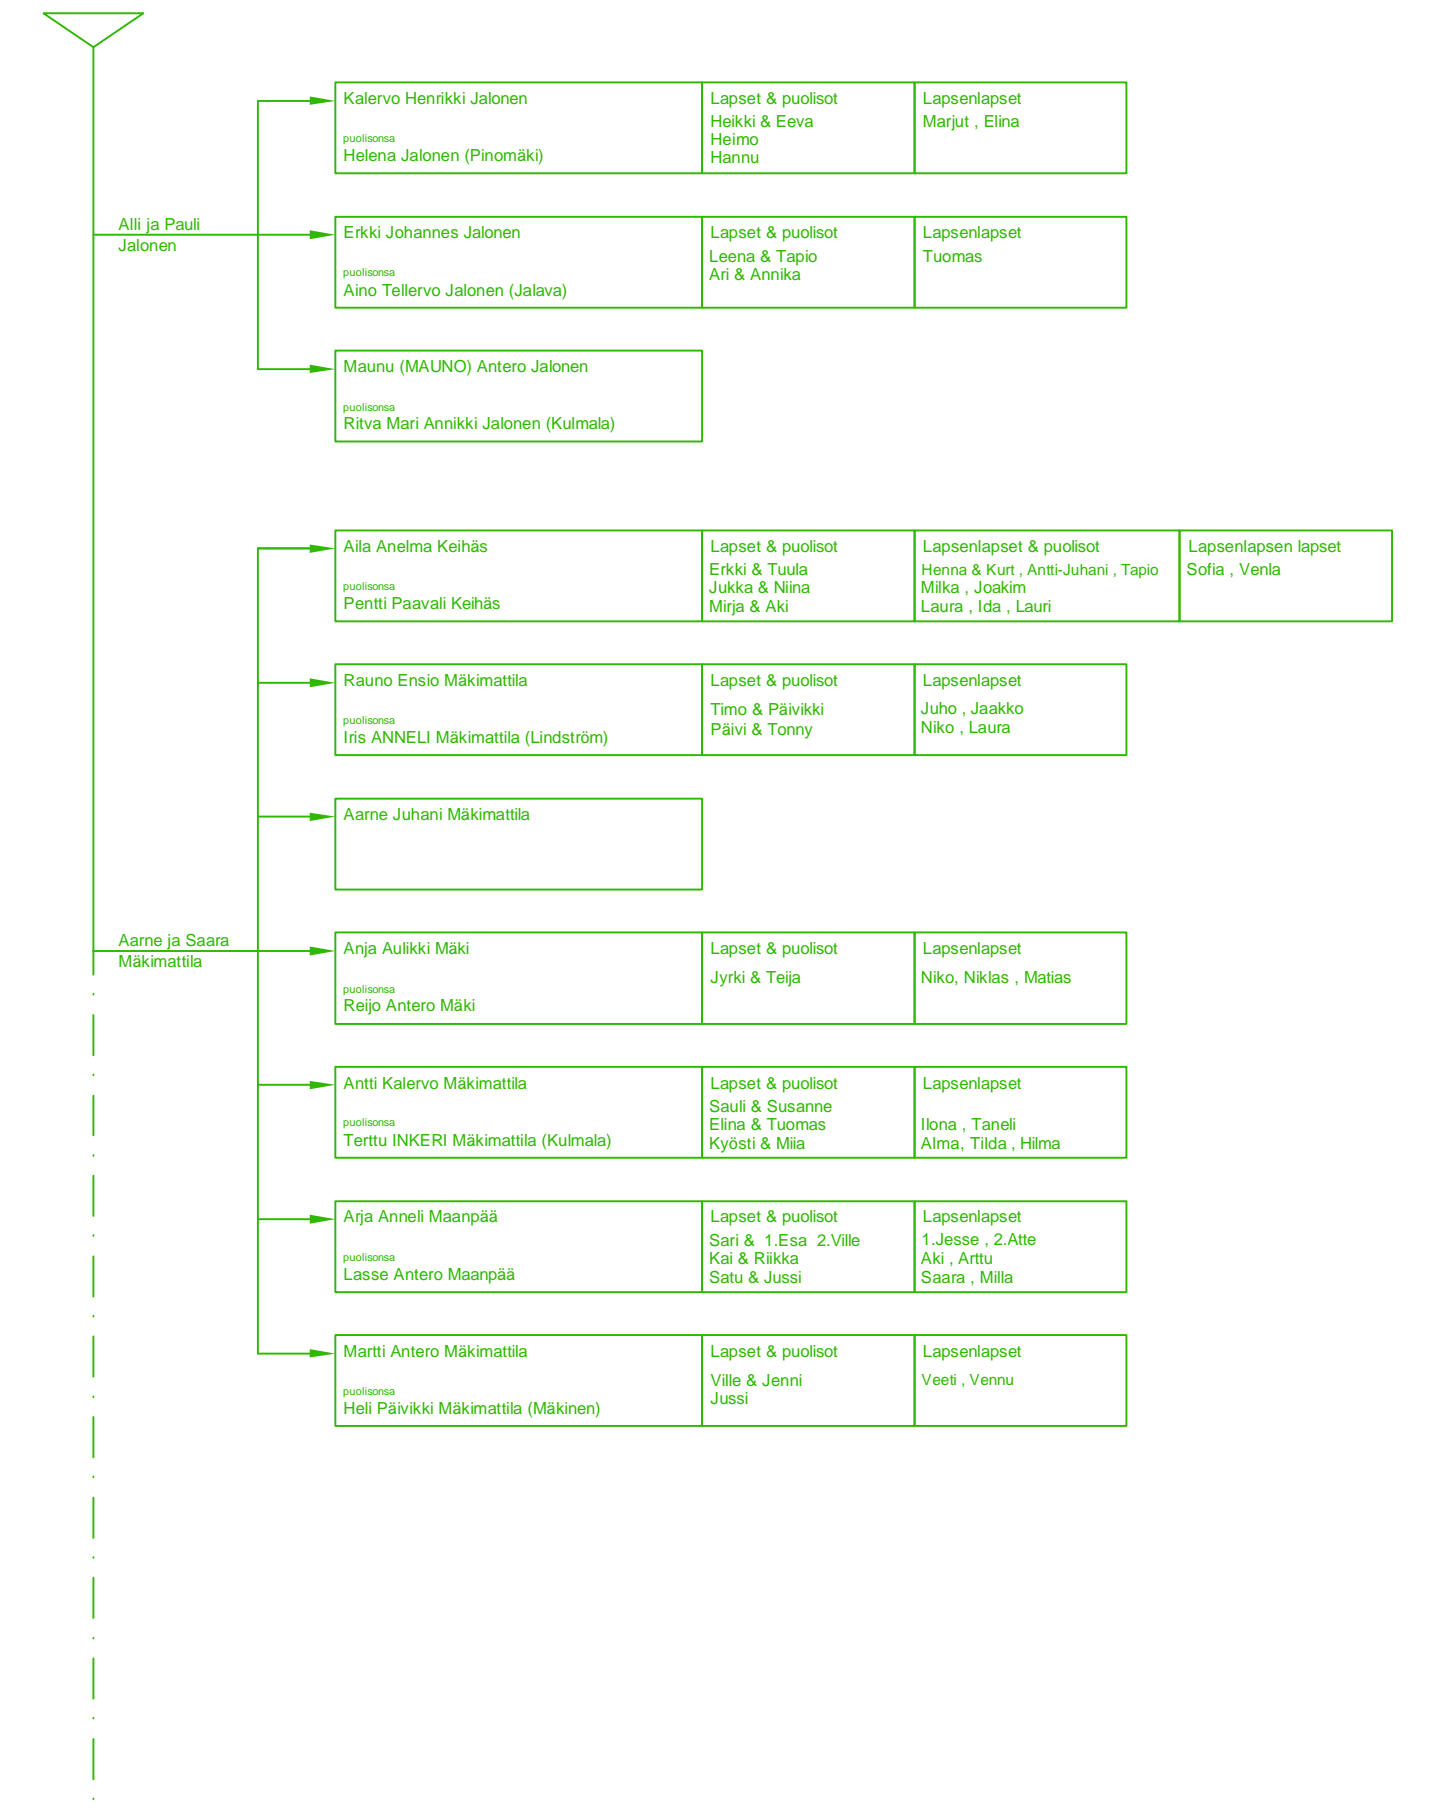 Kalervo Henrikki Jalonen
puolisonsa
Helena Jalonen (Pinomäki)
Lapset & puolisot
Heikki & Eeva
Heimo
Hannu
Lapsenlapset
Marjut , Elina
Alli ja Pauli
Jalonen
Erkki Johannes Jalonen
puolisonsa
Aino Tellervo Jalonen (Jalava)
Lapset & puolisot
Leena & Tapio
Ari & Annika
Lapsenlapset
Tuomas
Maunu (MAUNO) Antero Jalonen
puolisonsa
Ritva Mari Annikki Jalonen (Kulmala)
Aila Anelma Keihäs
puolisonsa
Pentti Paavali Keihäs
Lapset & puolisot
Erkki & Tuula
Jukka & Niina
Mirja & Aki
Lapsenlapset & puolisot
Henna & Kurt , Antti-Juhani , Tapio
Milka , Joakim
Laura , Ida , Lauri
Lapsenlapsen lapset
Sofia , Venla
Rauno Ensio Mäkimattila
puolisonsa
Iris ANNELI Mäkimattila (Lindström)
Lapset & puolisot
Timo & Päivikki
Päivi & Tonny
Lapsenlapset
Juho , Jaakko
Niko , Laura
Aarne Juhani Mäkimattila
Aarne ja Saara
Mäkimattila
Anja Aulikki Mäki
puolisonsa
Reijo Antero Mäki
Lapset & puolisot
Jyrki & Teija
Lapsenlapset
Niko, Niklas , Matias
Antti Kalervo Mäkimattila
puolisonsa
Terttu INKERI Mäkimattila (Kulmala)
Lapset & puolisot
Sauli & Susanne
Elina & Tuomas
Kyösti & Miia
Lapsenlapset
Ilona , Taneli
Alma, Tilda , Hilma
Arja Anneli Maanpää
puolisonsa
Lasse Antero Maanpää
Lapset & puolisot
Sari &  1.Esa  2.Ville
Kai & Riikka
Satu & Jussi
Lapsenlapset
1.Jesse , 2.Atte
Aki , Arttu
Saara , Milla
Martti Antero Mäkimattila
puolisonsa
Heli Päivikki Mäkimattila (Mäkinen)
Lapset & puolisot
Ville & Jenni
Jussi
Lapsenlapset
Veeti , Vennu